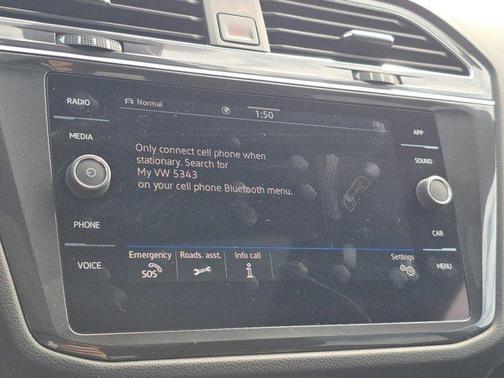 RADIO
Normal
1:50
APP
MEDIA
SOUND
Only connect cell phone when
stationary. Search for
My VW 5343
on your cell phone Bluetooth menu.
PHONE
CAR
VOICE
Emergency Roads. asst. Info call Settings
SOS
MENU